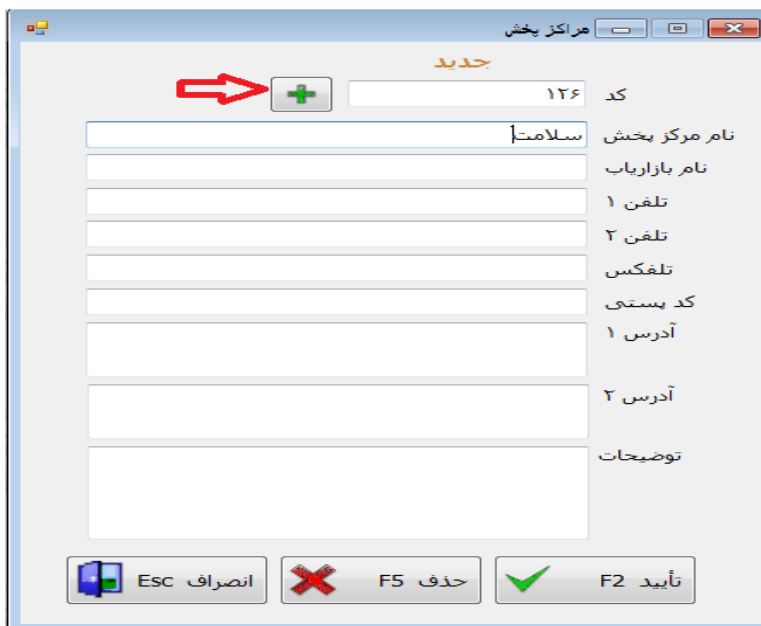 مراکز پخش
جدید
کد ۱۲۶
نام مرکز پخش سلامت
نام بازاریاب
تلفن ۱
تلفن ۲
تلفکس
کد پستی
آدرس ۱
آدرس ۲
توضیحات
تأیید F2 حذف F5 انصراف Esc